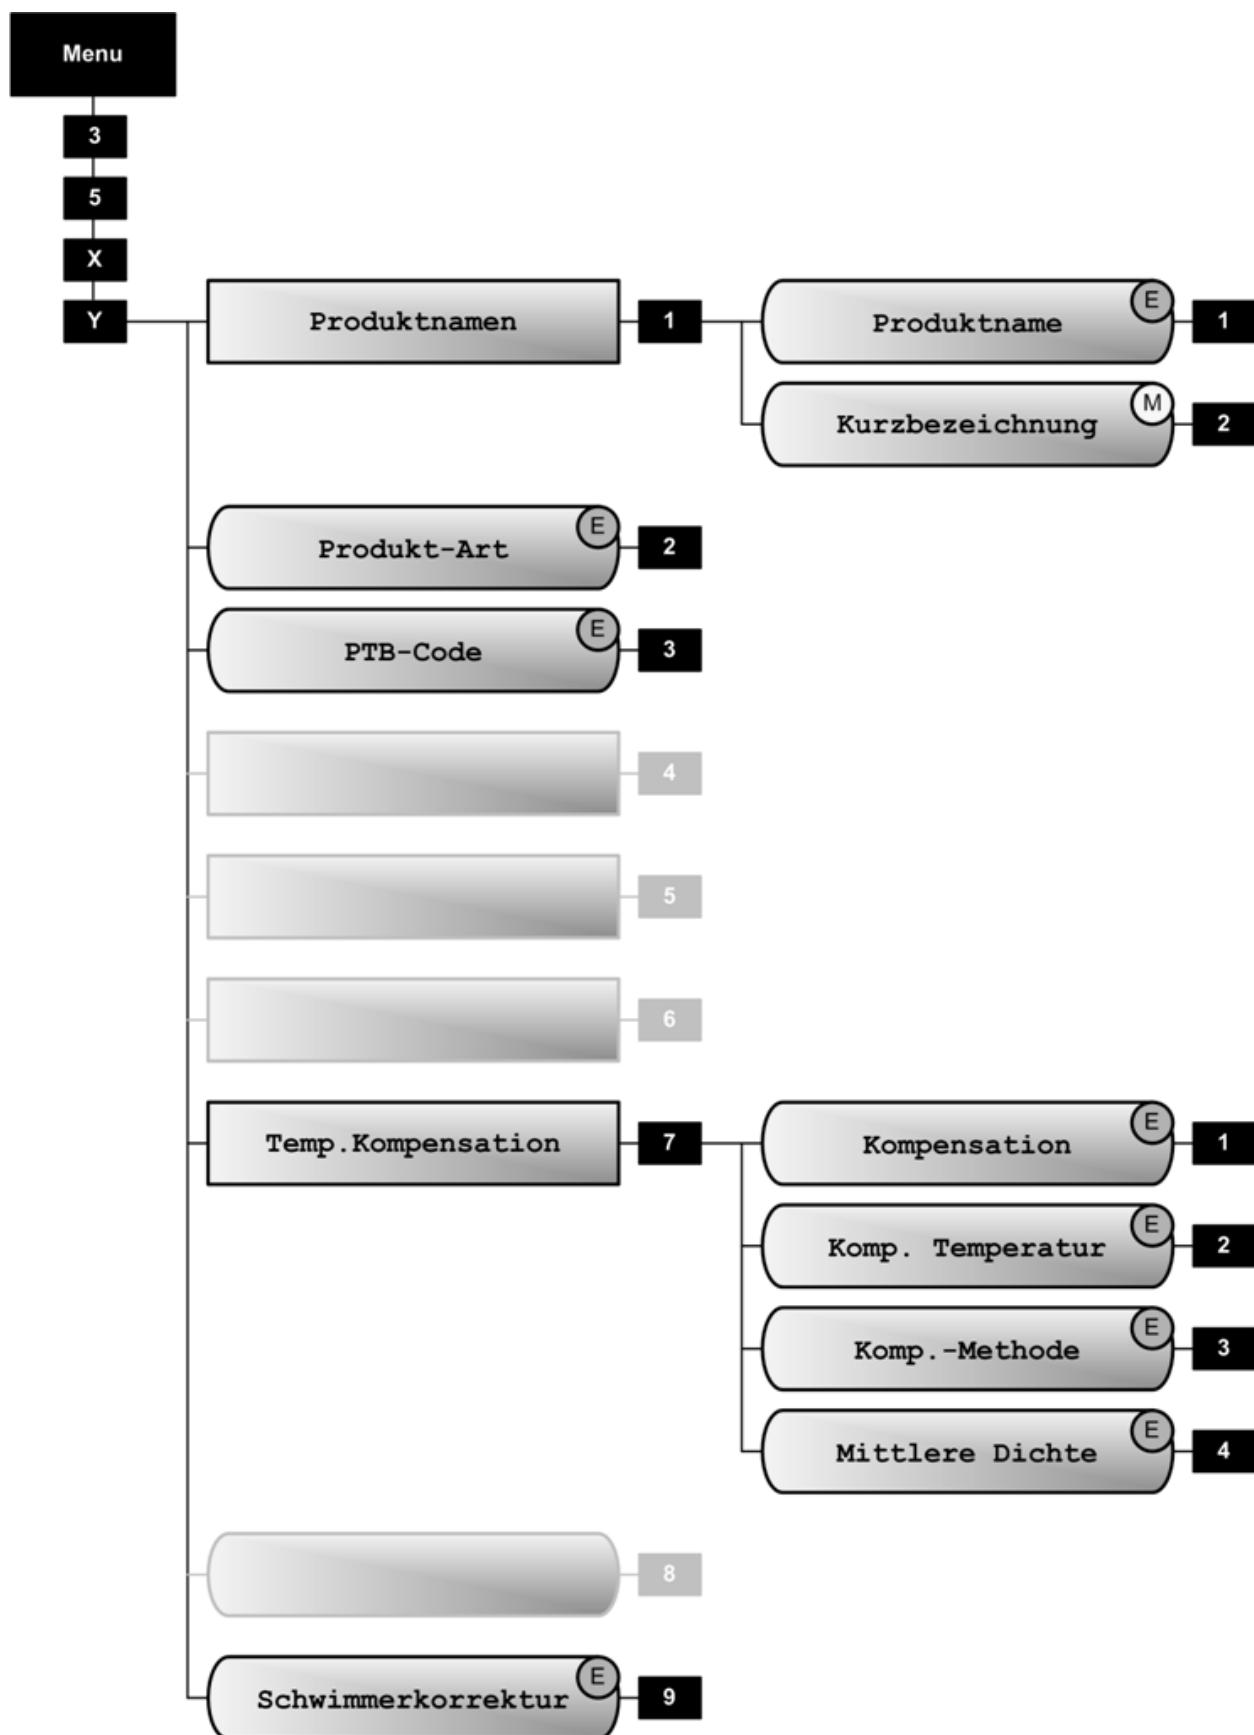 Menu
3
5
X
Y
Produktnamen
1
Produktname
E
1
Kurzbezeichnung
M
2
Produkt-Art
E
2
PTB-Code
E
3
4
5
6
Temp.Kompensation
7
Kompensation
E
1
Komp. Temperatur
E
2
Komp.-Methode
E
3
Mittlere Dichte
E
4
8
Schwimmerkorrektur
E
9